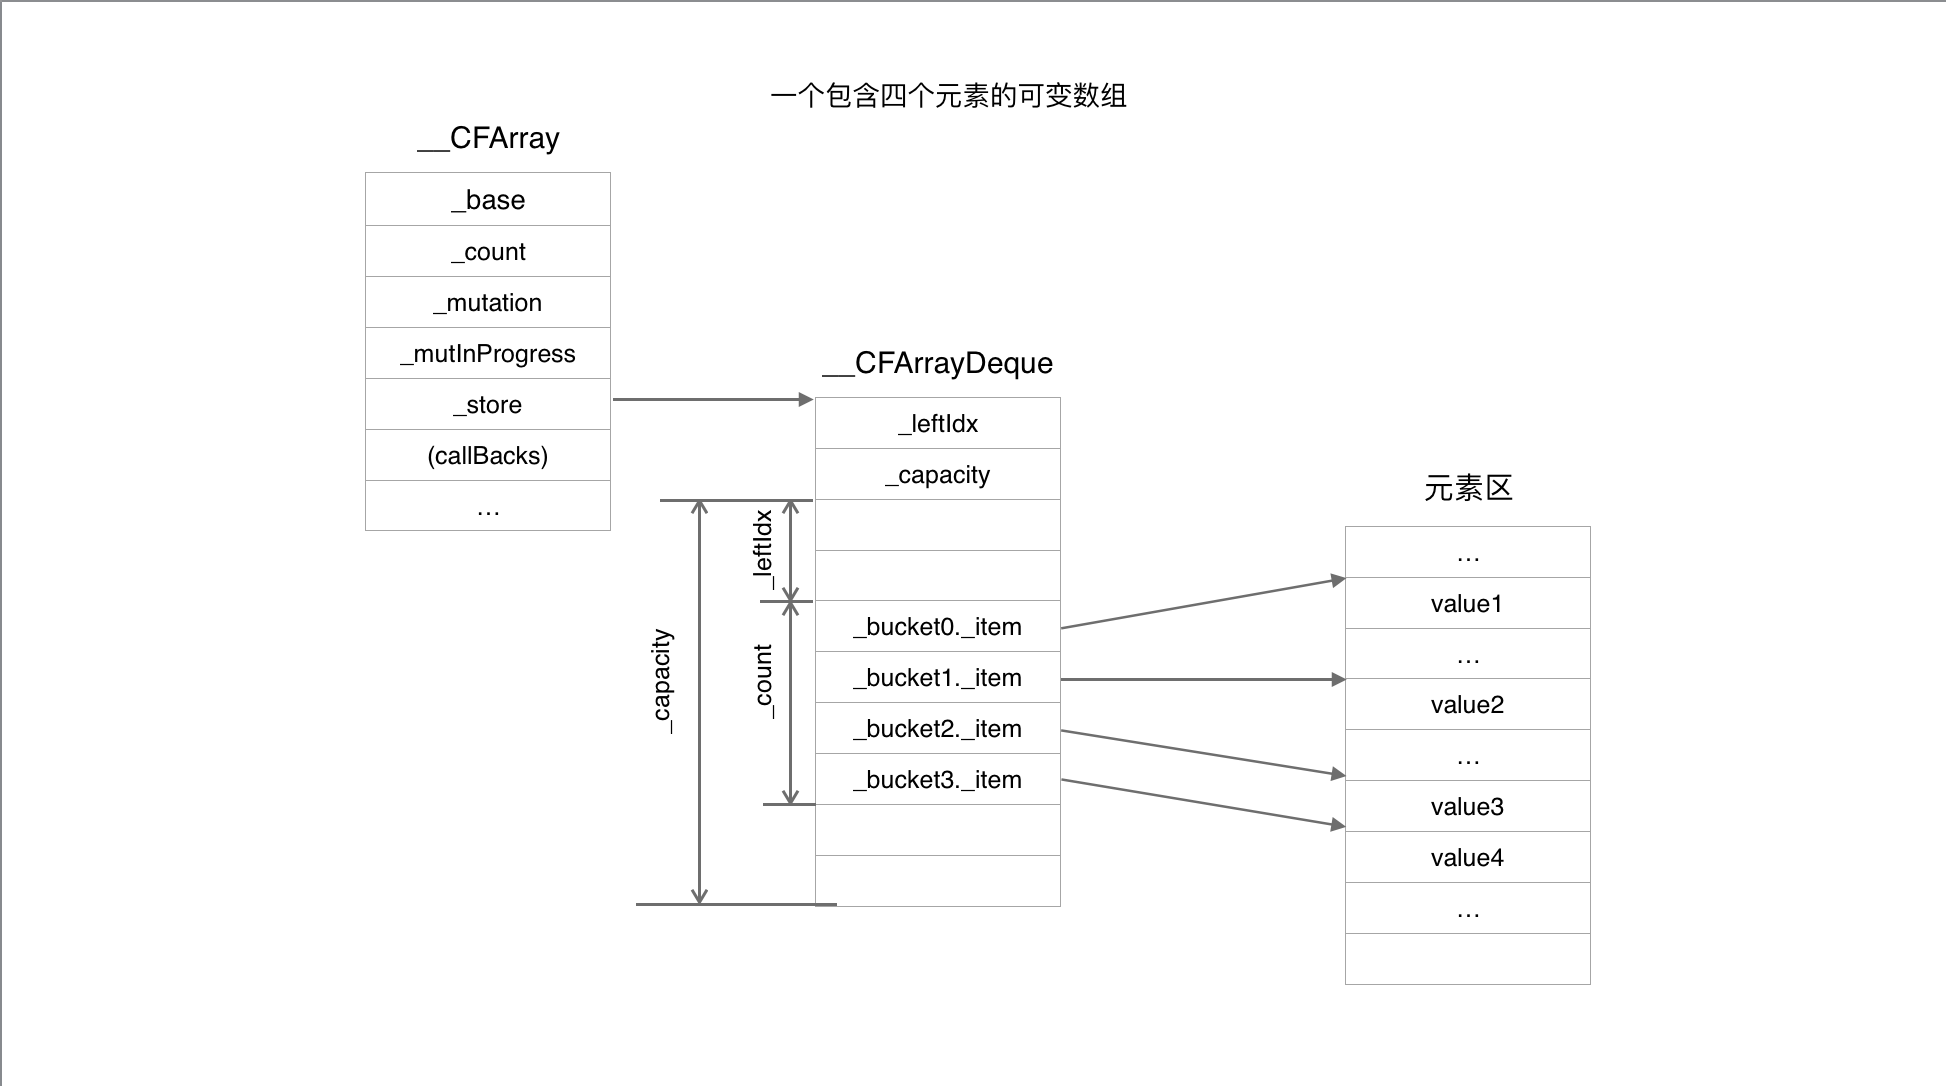 一个包含四个元素的可变数组
__CFArray
_base
_count
_mutation
_mutInProgress
_store
(callBacks)
...
__CFArrayDeque
_leftIdx
_capacity
_bucket0._item
_bucket1._item
_bucket2._item
_bucket3._item
_leftIdx
_count
_capacity
元素区
...
value1
...
value2
...
value3
value4
...